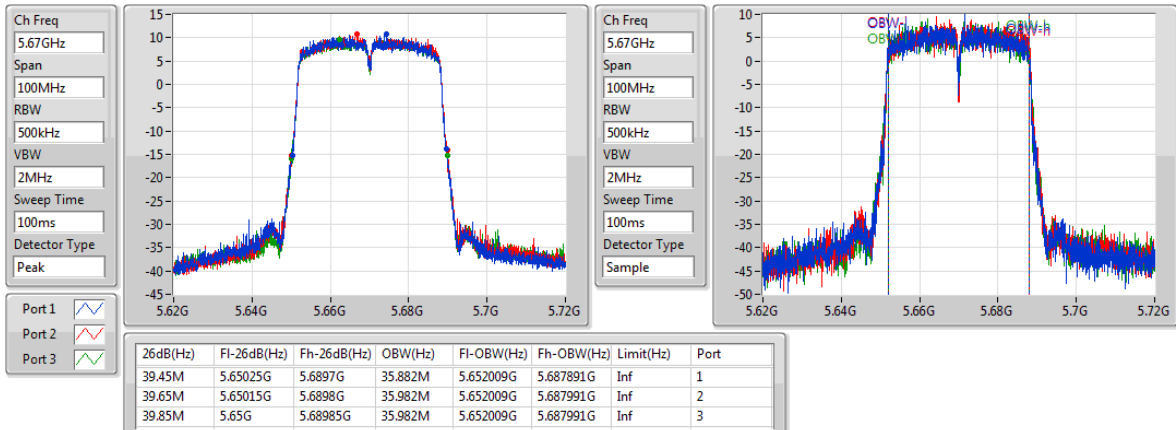 Ch Freq
5.67GHz
Span
100MHz
RBW
500kHz
VBW
2MHz
Sweep Time
100ms
Detector Type
Peak
Port 1
Port 2
Port 3
15
10
5
0
-5
-10
-15
-20
-25
-30
-35
-40
-45
5.62G 5.64G 5.66G 5.68G 5.7G 5.72G
Ch Freq
5.67GHz
Span
100MHz
RBW
500kHz
VBW
2MHz
Sweep Time
100ms
Detector Type
Sample
10
5
0
-5
-10
-15
-20
-25
-30
-35
-40
-45
-50
5.62G 5.64G 5.66G 5.68G 5.7G 5.72G
26dB(Hz) Fl-26dB(Hz) Fh-26dB(Hz) OBW(Hz) Fl-OBW(Hz) Fh-OBW(Hz) Limit(Hz) Port
39.45M 5.65025G 5.6897G 35.882M 5.652009G 5.687891G Inf 1
39.65M 5.65015G 5.6898G 35.982M 5.652009G 5.687991G Inf 2
39.85M 5.65G 5.68985G 35.982M 5.652009G 5.687991G Inf 3